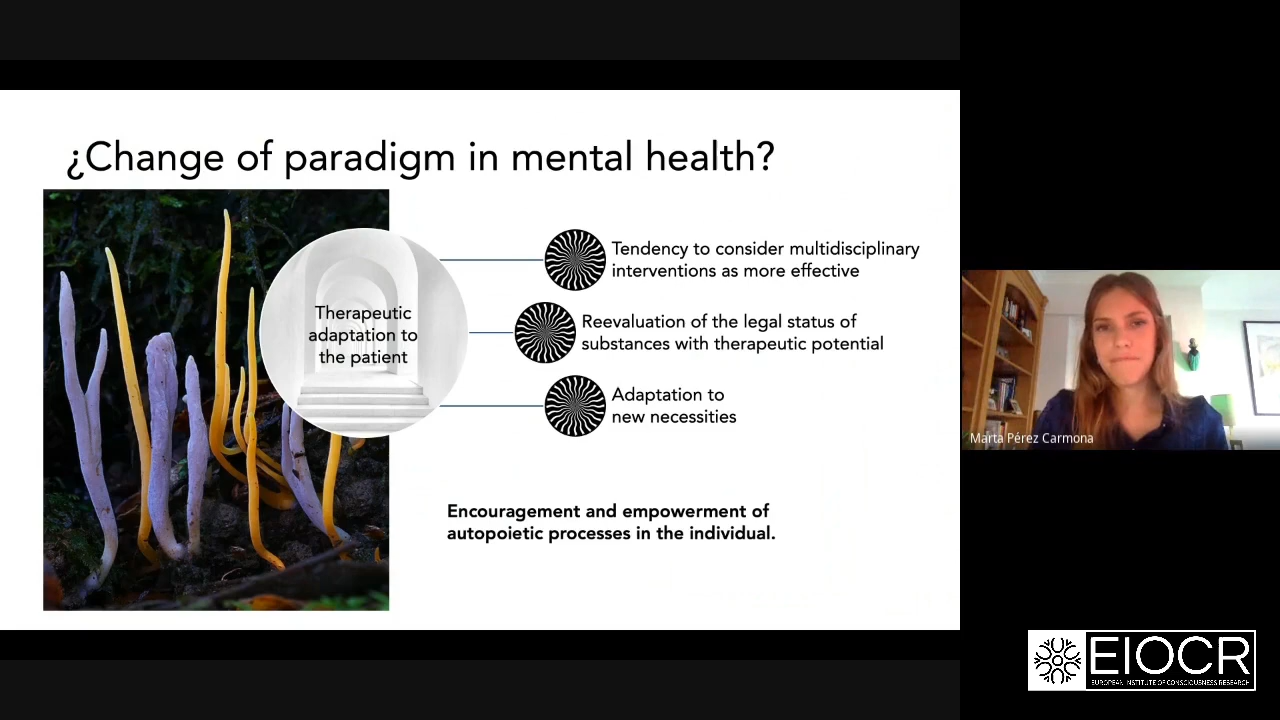 ¿Change of paradigm in mental health?
Therapeutic
adaptation to
the patient
Tendency to consider multidisciplinary
interventions as more effective
Reevaluation of the legal status of
substances with therapeutic potential
Adaptation to
new necessities
Encouragement and empowerment of
autopoietic processes in the individual.
Marta Pérez Carmona
EIOCR
EUROPEAN INSTITUTE OF CONSCIOUSNESS RESEARCH